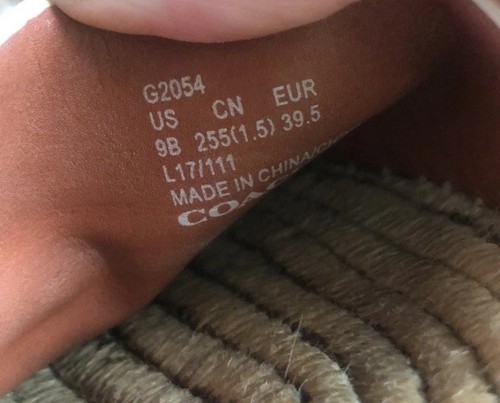 G2054
US CN EUR
9B 255(1.5) 39.5
L17/111
MADE IN CHINA/